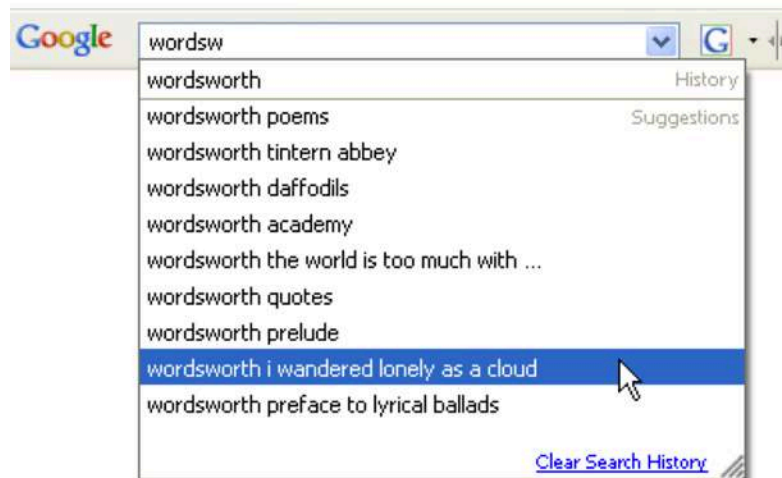 Google wordsw G
wordsworth History
wordsworth poems Suggestions
wordsworth tintern abbey
wordsworth daffodils
wordsworth academy
wordsworth the world is too much with ...
wordsworth quotes
wordsworth prelude
wordsworth i wandered lonely as a cloud
wordsworth preface to lyrical ballads
Clear Search History